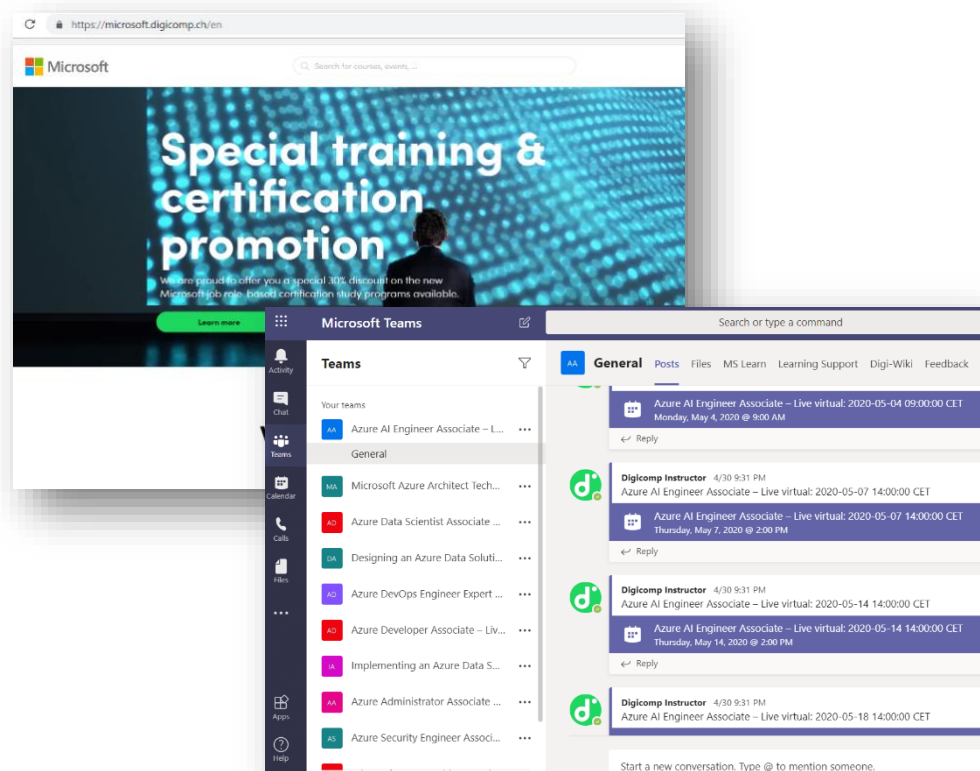 https://microsoft.digicomp.ch/en
Microsoft
Search for courses, events, ...
Special training &
certification
promotion
We are proud to offer you a special 30% discount on the new
Microsoft job role-based certification study programs available.
Learn more
Microsoft Teams
Search or type a command
Activity
Chat
Teams
Calendar
Calls
Files
Apps
Help
Teams
Your teams
AA Azure AI Engineer Associate – L...
General
MA Microsoft Azure Architect Tech...
AD Azure Data Scientist Associate ...
DA Designing an Azure Data Soluti...
AD Azure DevOps Engineer Expert ...
AD Azure Developer Associate – Liv...
IA Implementing an Azure Data S...
AA Azure Administrator Associate ...
AS Azure Security Engineer Associ...
AA General Posts Files MS Learn Learning Support Digi-Wiki Feedback
Azure AI Engineer Associate – Live virtual: 2020-05-04 09:00:00 CET
Monday, May 4, 2020 @ 9:00 AM
Reply
Digicomp Instructor 4/30 9:31 PM
Azure AI Engineer Associate – Live virtual: 2020-05-07 14:00:00 CET
Azure AI Engineer Associate – Live virtual: 2020-05-07 14:00:00 CET
Thursday, May 7, 2020 @ 2:00 PM
Reply
Digicomp Instructor 4/30 9:31 PM
Azure AI Engineer Associate – Live virtual: 2020-05-14 14:00:00 CET
Azure AI Engineer Associate – Live virtual: 2020-05-14 14:00:00 CET
Thursday, May 14, 2020 @ 2:00 PM
Reply
Digicomp Instructor 4/30 9:31 PM
Azure AI Engineer Associate – Live virtual: 2020-05-18 14:00:00 CET
Start a new conversation. Type @ to mention someone.